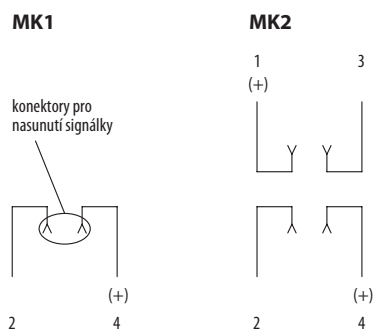 MK1
MK2
1 3
(+)
konektory pro
nasunutí signálky
(+) (+)
2 4 2 4